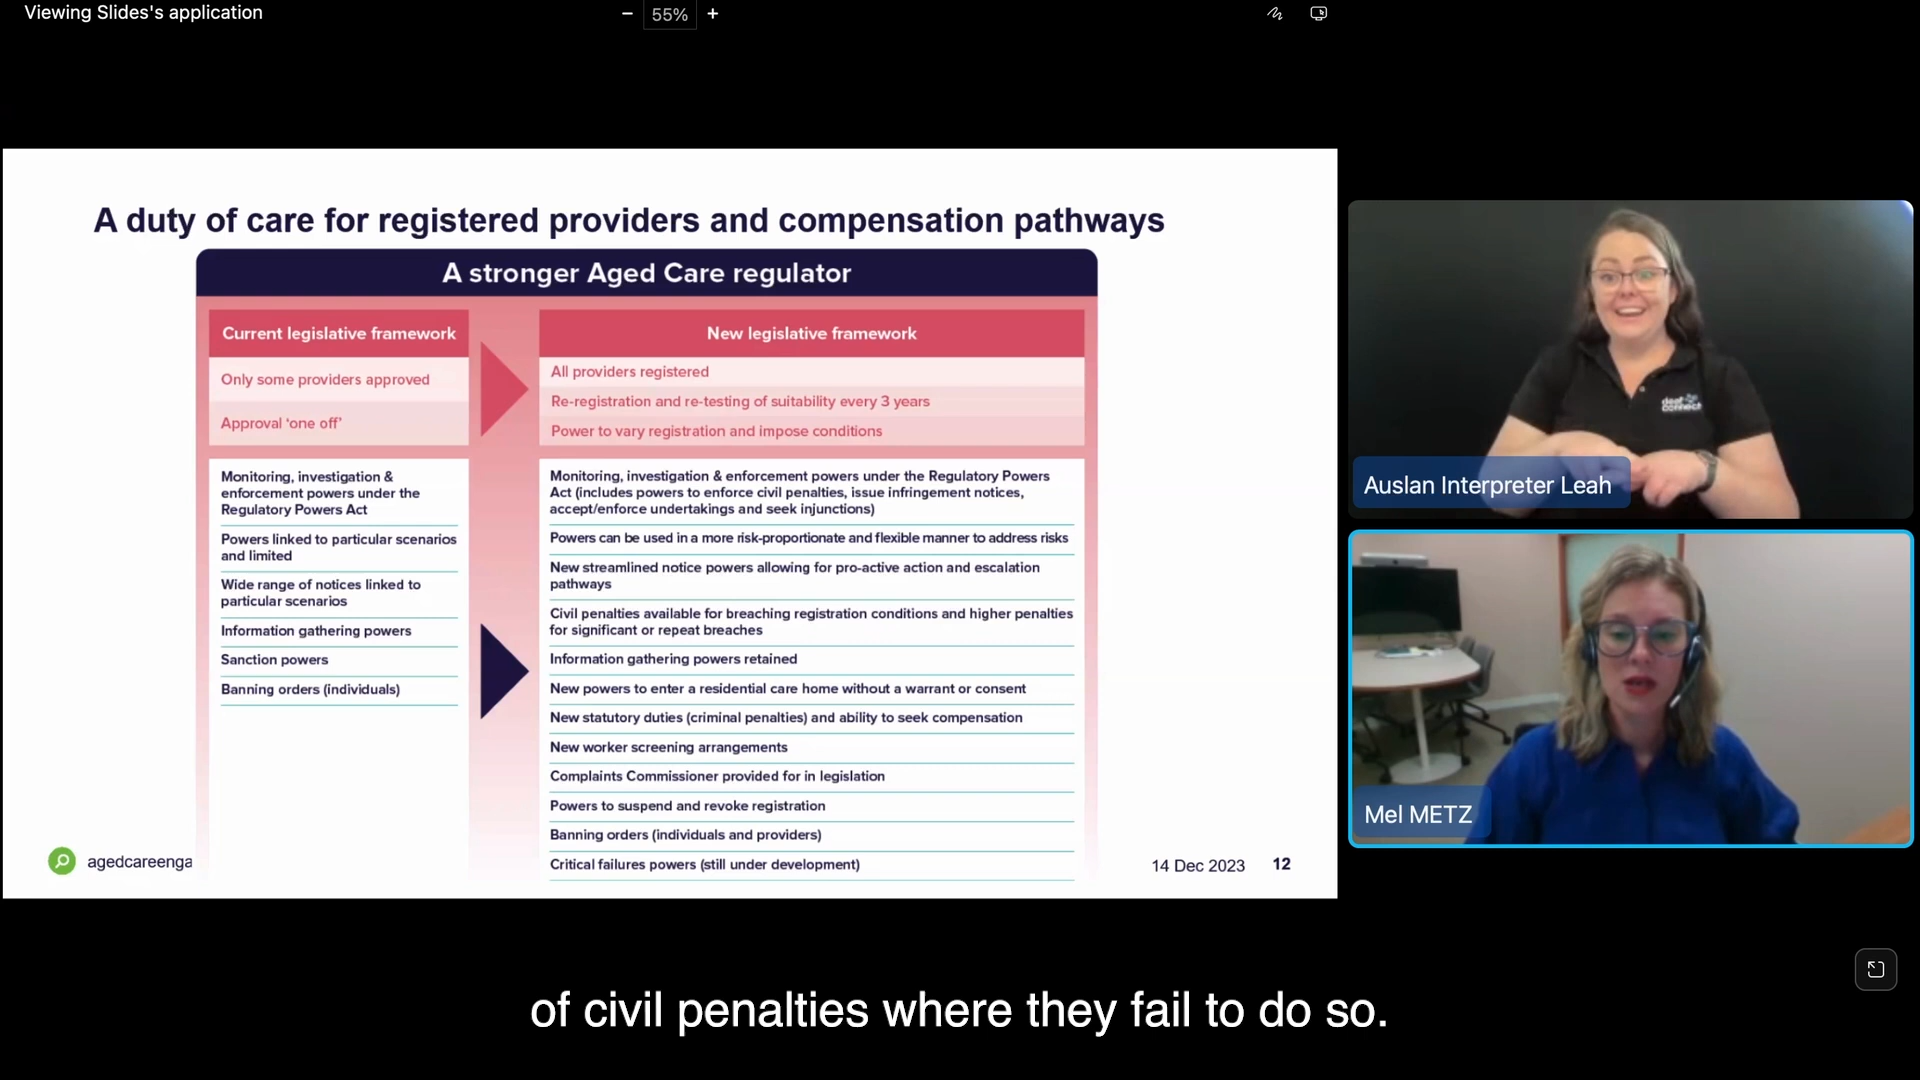 Viewing Slides's application
− 55% +
A duty of care for registered providers and compensation pathways
A stronger Aged Care regulator
Current legislative framework
Only some providers approved
Approval ‘one off’
New legislative framework
All providers registered
Re-registration and re-testing of suitability every 3 years
Power to vary registration and impose conditions
Monitoring, investigation &
enforcement powers under the
Regulatory Powers Act
Powers linked to particular scenarios
and limited
Wide range of notices linked to
particular scenarios
Information gathering powers
Sanction powers
Banning orders (individuals)
Monitoring, investigation & enforcement powers under the Regulatory Powers
Act (includes powers to enforce civil penalties, issue infringement notices,
accept/enforce undertakings and seek injunctions)
Powers can be used in a more risk-proportionate and flexible manner to address risks
New streamlined notice powers allowing for pro-active action and escalation
pathways
Civil penalties available for breaching registration conditions and higher penalties
for significant or repeat breaches
Information gathering powers retained
New powers to enter a residential care home without a warrant or consent
New statutory duties (criminal penalties) and ability to seek compensation
New worker screening arrangements
Complaints Commissioner provided for in legislation
Powers to suspend and revoke registration
Banning orders (individuals and providers)
Critical failures powers (still under development)
agedcareenga
14 Dec 2023 12
deaf
connect
Auslan Interpreter Leah
Mel METZ
of civil penalties where they fail to do so.